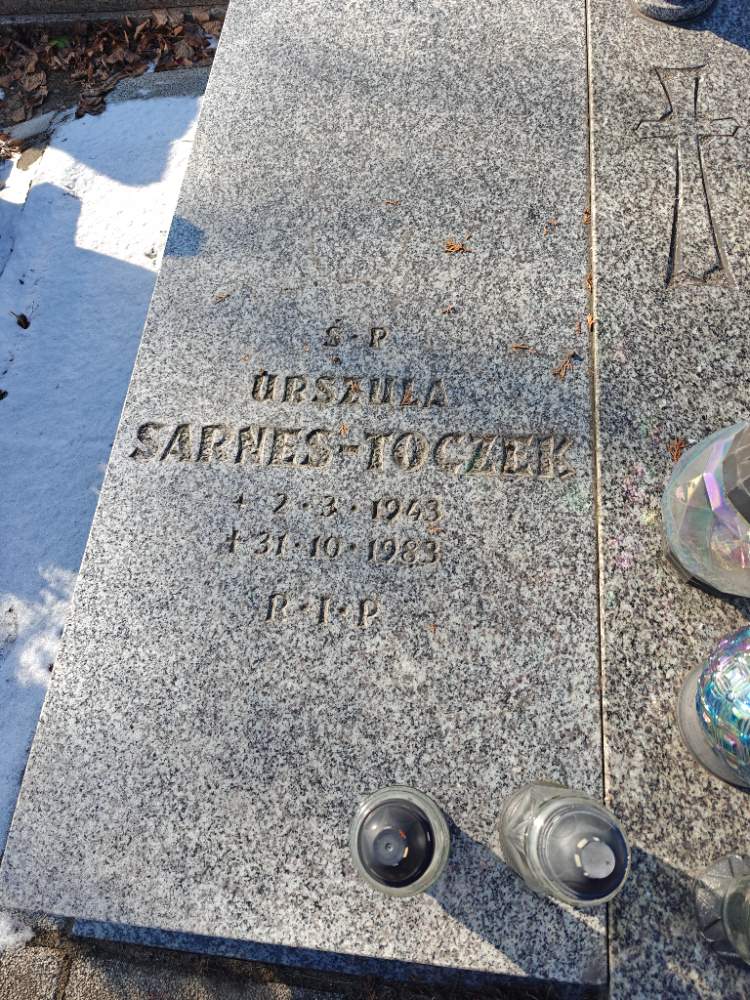 Ś·P
URSZULA
SARNES-TOCZEK
+ 2·3·1943
+31·10·1983
R·I·P